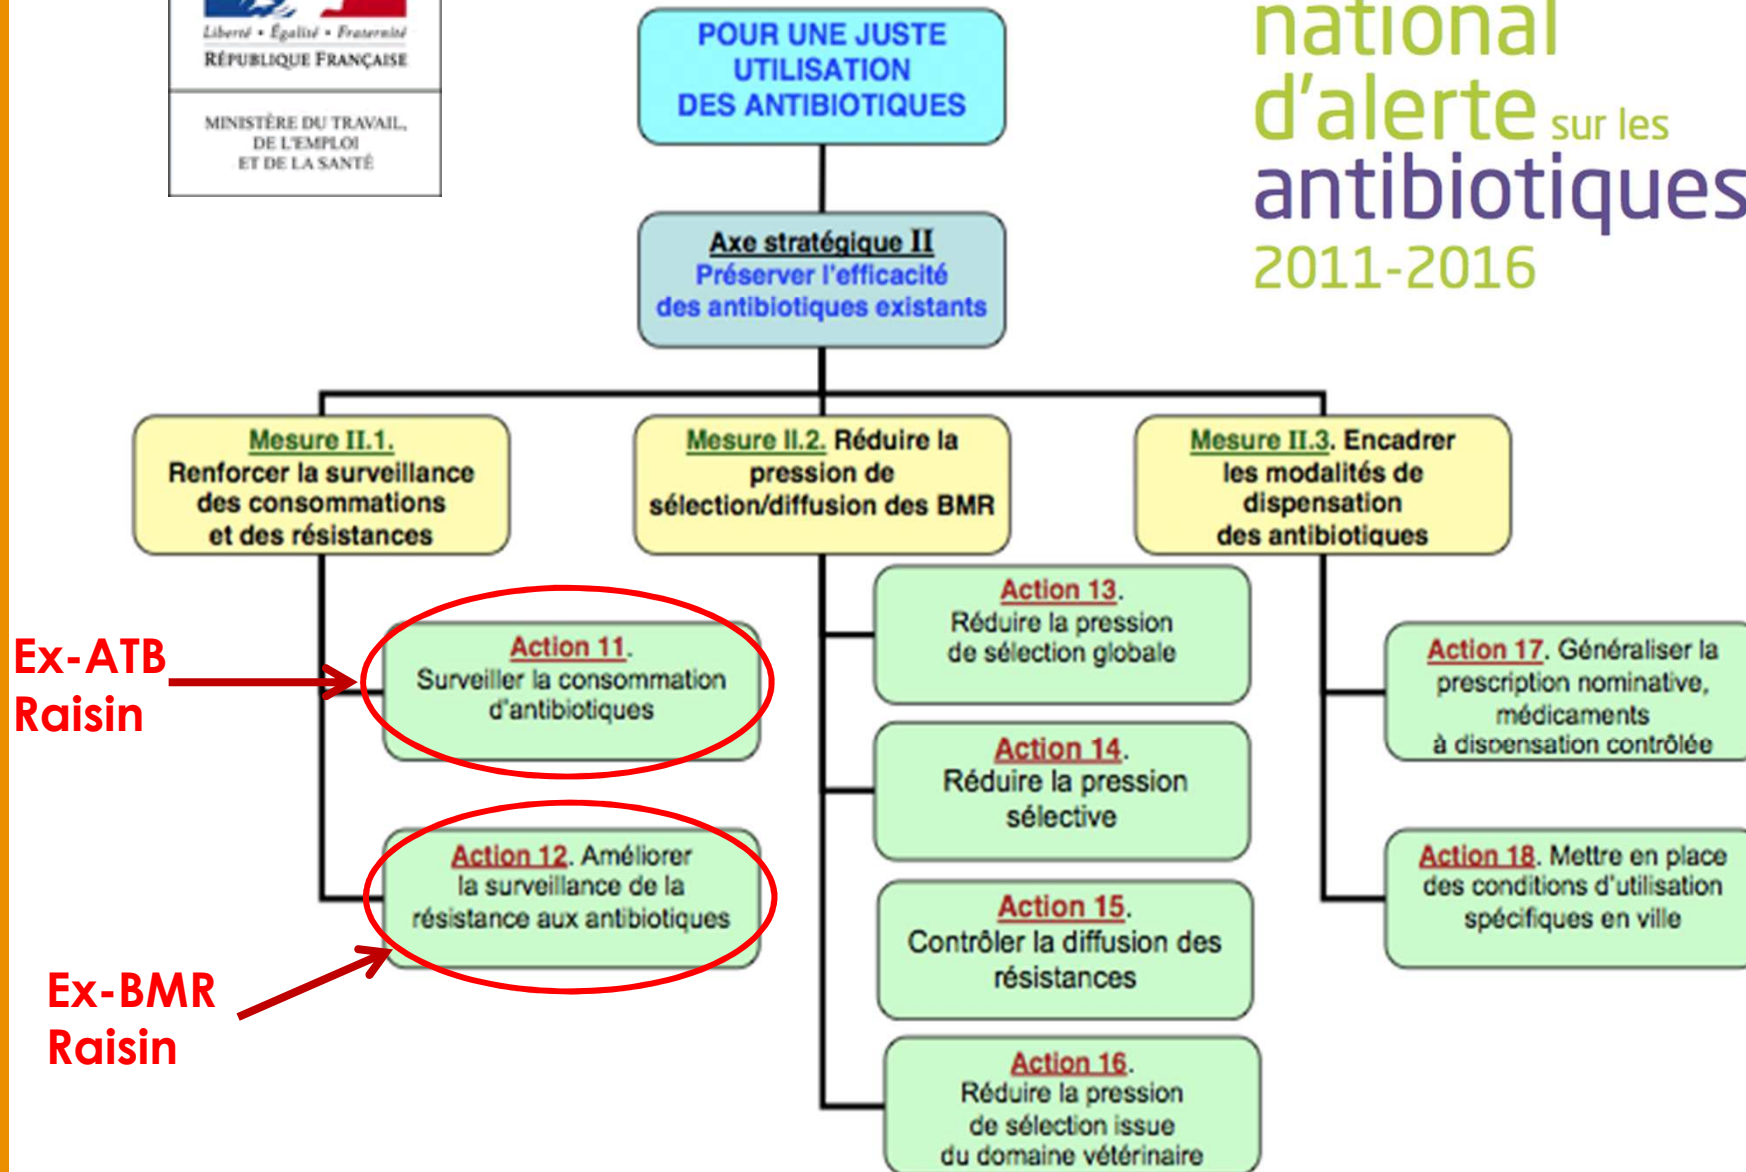 Liberté • Égalité • Fraternité
RÉPUBLIQUE FRANÇAISE
MINISTÈRE DU TRAVAIL,
DE L'EMPLOI
ET DE LA SANTÉ
POUR UNE JUSTE
UTILISATION
DES ANTIBIOTIQUES
national
d'alerte sur les
antibiotiques
2011-2016
Axe stratégique II
Préserver l'efficacité
des antibiotiques existants
Mesure II.1.
Renforcer la surveillance
des consommations
et des résistances
Mesure II.2. Réduire la
pression de
sélection/diffusion des BMR
Mesure II.3. Encadrer
les modalités de
dispensation
des antibiotiques
Ex-ATB
Raisin
Action 11.
Surveiller la consommation
d'antibiotiques
Action 12. Améliorer
la surveillance de la
résistance aux antibiotiques
Ex-BMR
Raisin
Action 13.
Réduire la pression
de sélection globale
Action 14.
Réduire la pression
sélective
Action 15.
Contrôler la diffusion des
résistances
Action 16.
Réduire la pression
de sélection issue
du domaine vétérinaire
Action 17. Généraliser la
prescription nominative,
médicaments
à dispensation contrôlée
Action 18. Mettre en place
des conditions d'utilisation
spécifiques en ville